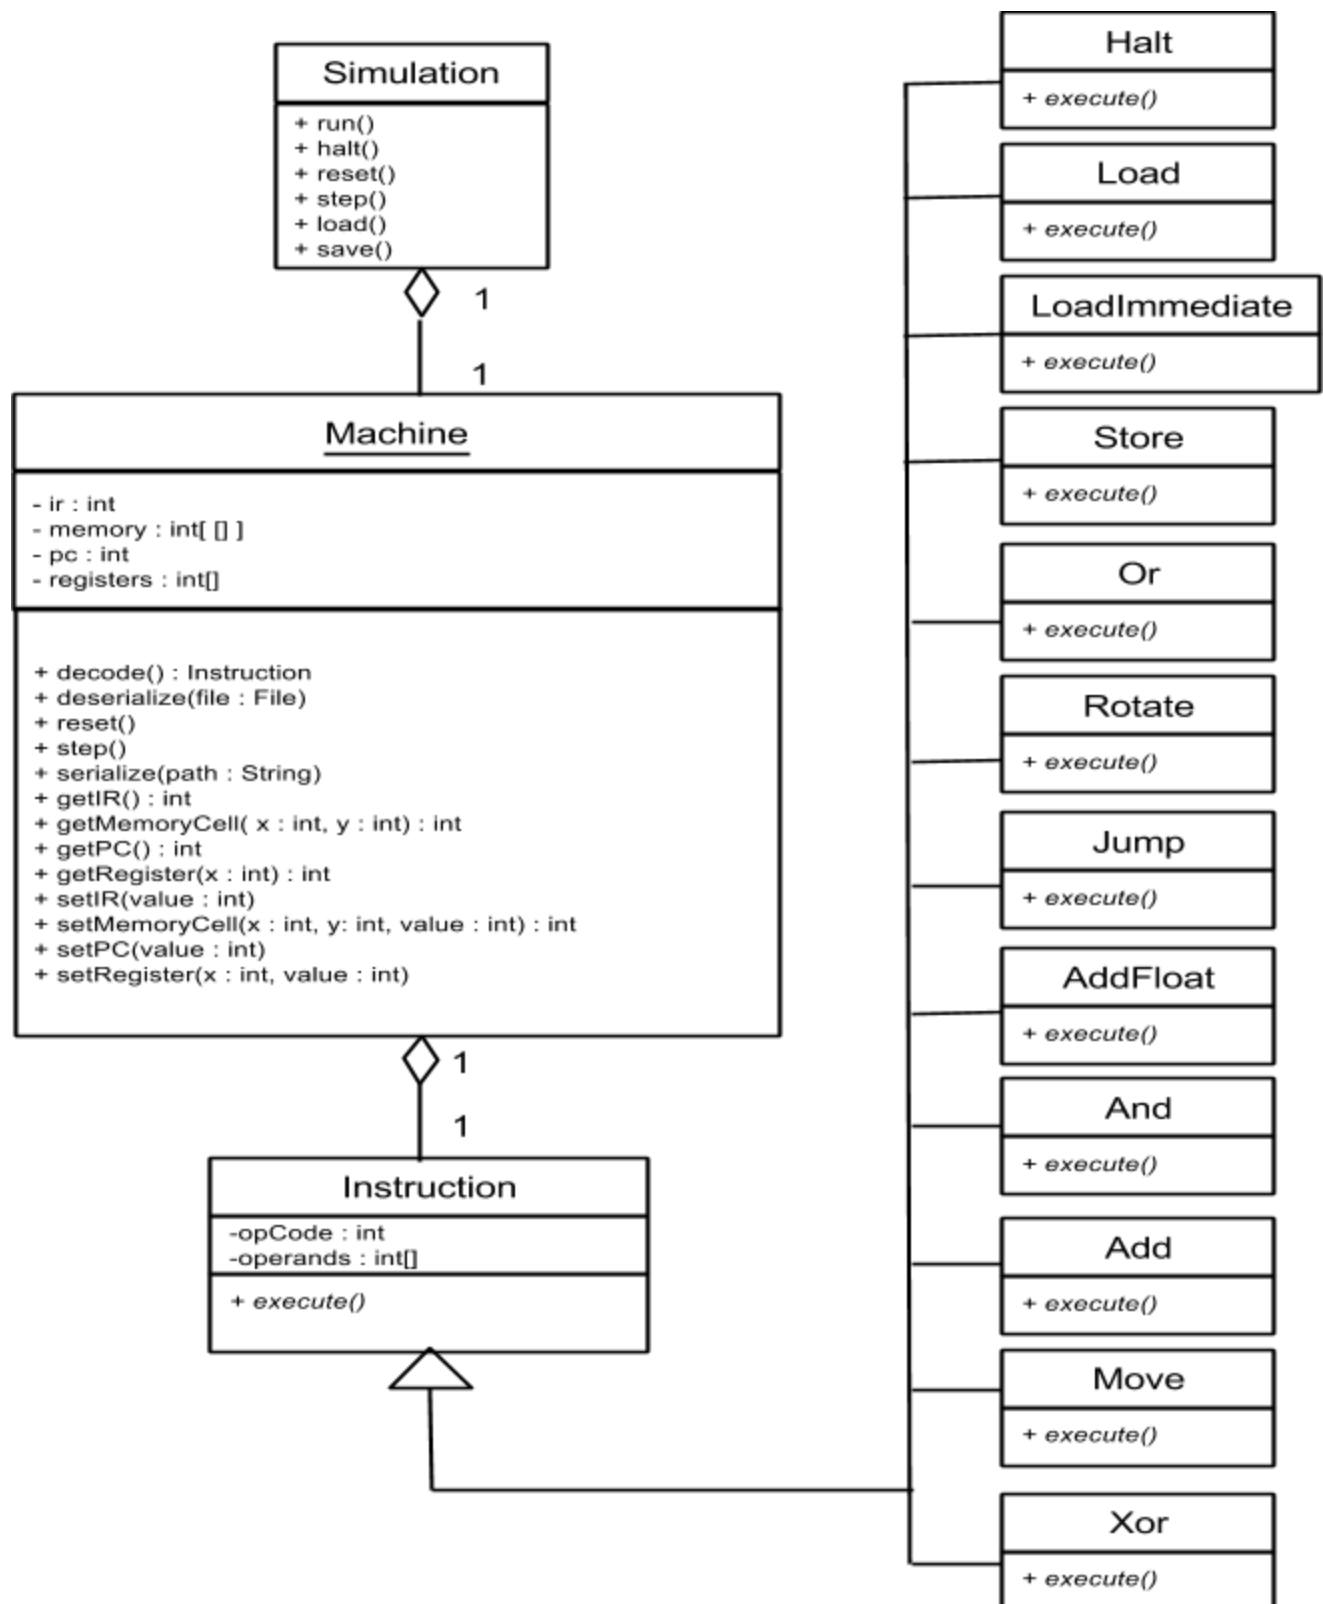 Simulation
+ run()
+ halt()
+ reset()
+ step()
+ load()
+ save()
1
1
Machine
- ir : int
- memory : int[ [] ]
- pc : int
- registers : int[]
+ decode() : Instruction
+ deserialize(file : File)
+ reset()
+ step()
+ serialize(path : String)
+ getIR() : int
+ getMemoryCell( x : int, y : int) : int
+ getPC() : int
+ getRegister(x : int) : int
+ setIR(value : int)
+ setMemoryCell(x : int, y: int, value : int) : int
+ setPC(value : int)
+ setRegister(x : int, value : int)
1
1
Instruction
-opCode : int
-operands : int[]
+ execute()
Halt
+ execute()
Load
+ execute()
LoadImmediate
+ execute()
Store
+ execute()
Or
+ execute()
Rotate
+ execute()
Jump
+ execute()
AddFloat
+ execute()
And
+ execute()
Add
+ execute()
Move
+ execute()
Xor
+ execute()